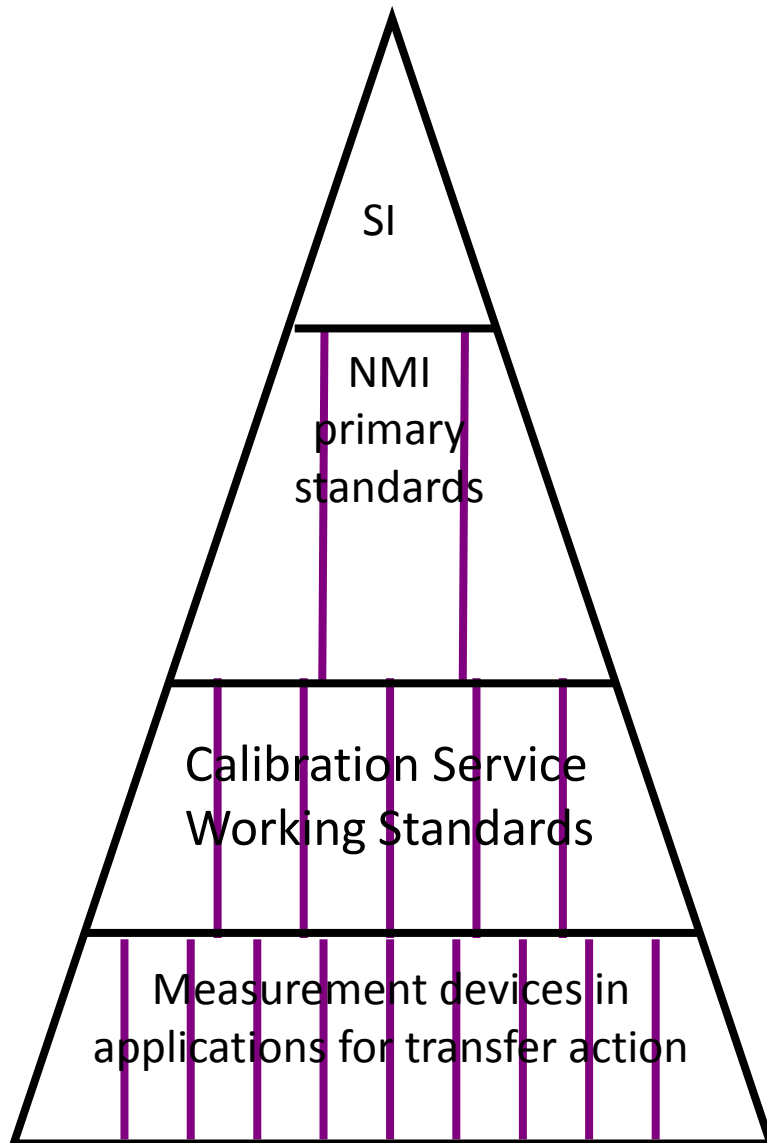 SI
NMI
primary
standards
Calibration Service
Working Standards
Measurement devices in
applications for transfer action